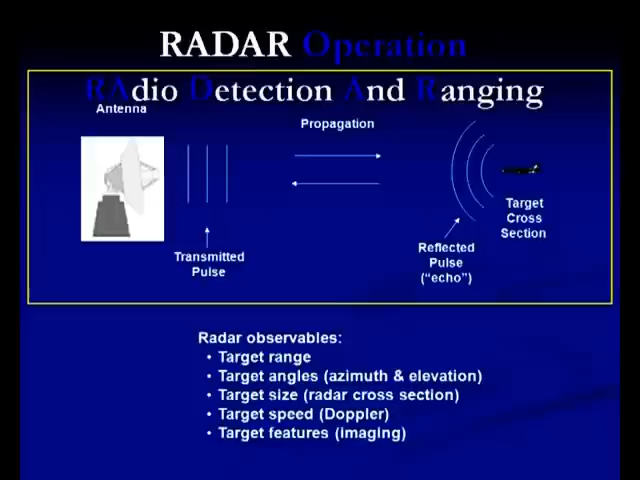 RADAR Operation
RAdio Detection And Ranging
Antenna
Propagation
Target
Cross
Section
Transmitted
Pulse
Reflected
Pulse
(“echo”)
Radar observables:
• Target range
• Target angles (azimuth & elevation)
• Target size (radar cross section)
• Target speed (Doppler)
• Target features (imaging)